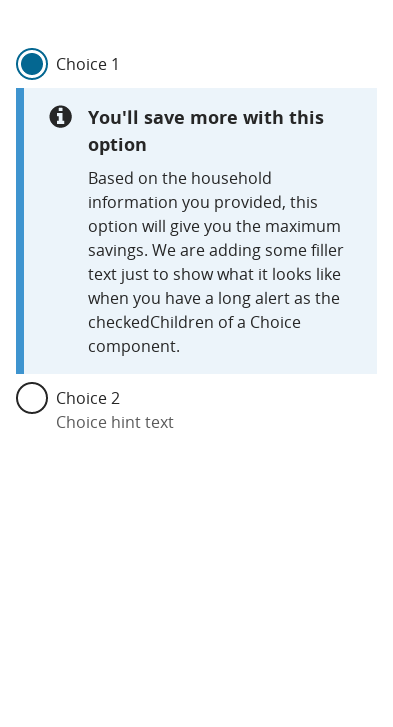 Choice 1
You'll save more with this
option
Based on the household
information you provided, this
option will give you the maximum
savings. We are adding some filler
text just to show what it looks like
when you have a long alert as the
checkedChildren of a Choice
component.
Choice 2
Choice hint text